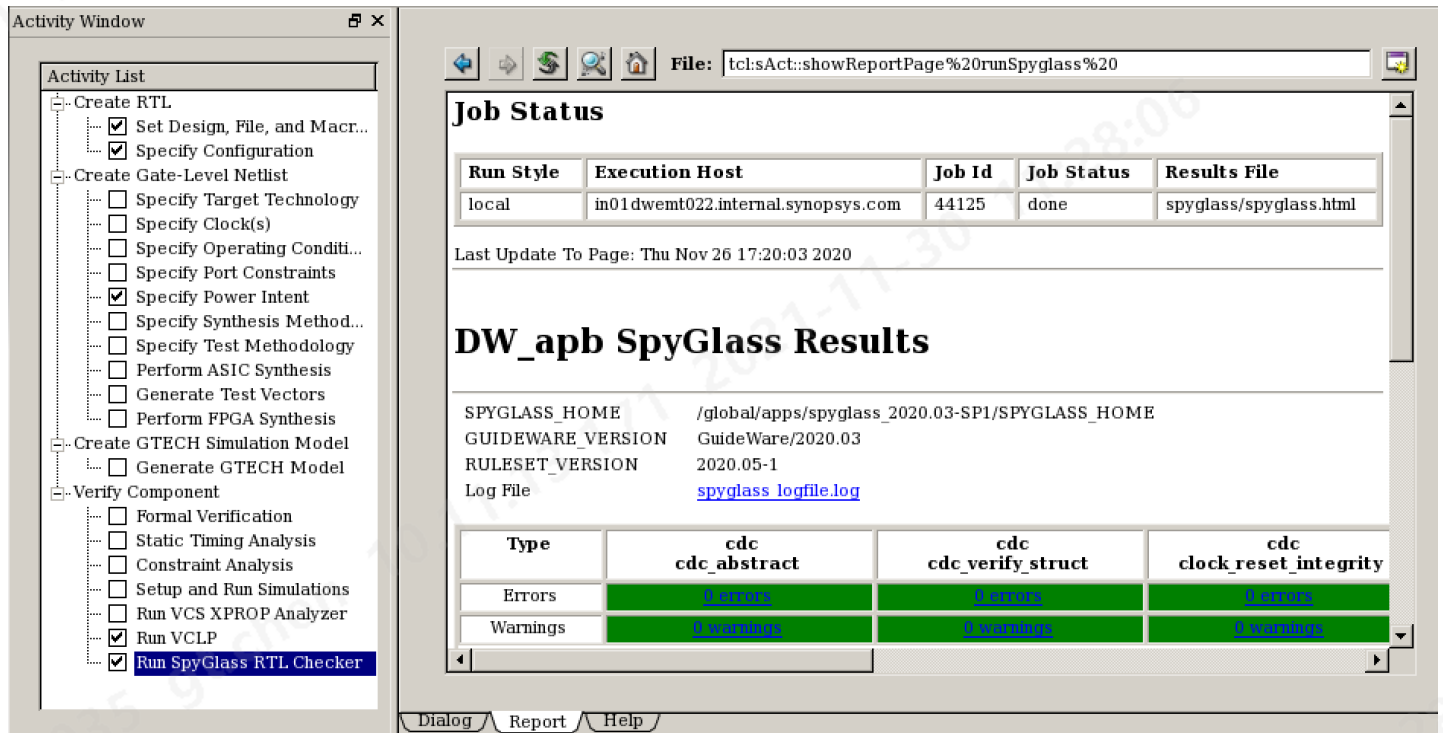 Activity Window
Activity List
Create RTL
Set Design, File, and Macr...
Specify Configuration
Create Gate-Level Netlist
Specify Target Technology
Specify Clock(s)
Specify Operating Conditi...
Specify Port Constraints
Specify Power Intent
Specify Synthesis Method...
Specify Test Methodology
Perform ASIC Synthesis
Generate Test Vectors
Perform FPGA Synthesis
Create GTECH Simulation Model
Generate GTECH Model
Verify Component
Formal Verification
Static Timing Analysis
Constraint Analysis
Setup and Run Simulations
Run VCS XPROP Analyzer
Run VCLP
Run SpyGlass RTL Checker
File: tcl:sAct::showReportPage%20runSpyglass%20
Job Status
Run Style Execution Host Job Id Job Status Results File
local in01dwemt022.internal.synopsys.com 44125 done spyglass/spyglass.html
Last Update To Page: Thu Nov 26 17:20:03 2020
DW_apb SpyGlass Results
SPYGLASS_HOME /global/apps/spyglass_2020.03-SP1/SPYGLASS_HOME
GUIDEWARE_VERSION GuideWare/2020.03
RULESET_VERSION 2020.05-1
Log File spyglass_logfile.log
Type cdc cdc cdc
cdc_abstract cdc_verify_struct clock_reset_integrity
Errors 0 errors 0 errors 0 errors
Warnings 0 warnings 0 warnings 0 warnings
Dialog Report Help